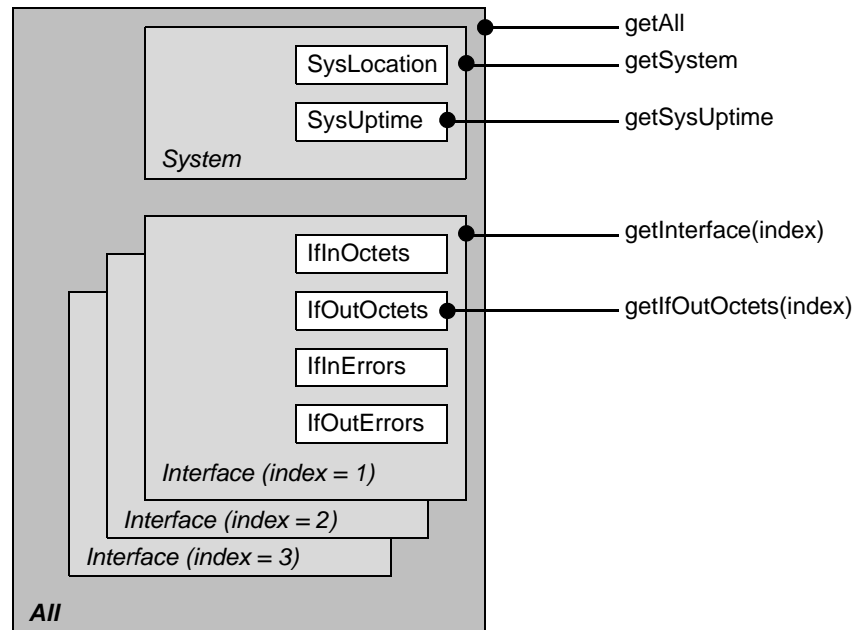 getAll
SysLocation
getSystem
SysUptime
getSysUptime
System
getInterface(index)
IfInOctets
IfOutOctets
getIfOutOctets(index)
IfInErrors
IfOutErrors
Interface (index = 1)
Interface (index = 2)
Interface (index = 3)
All